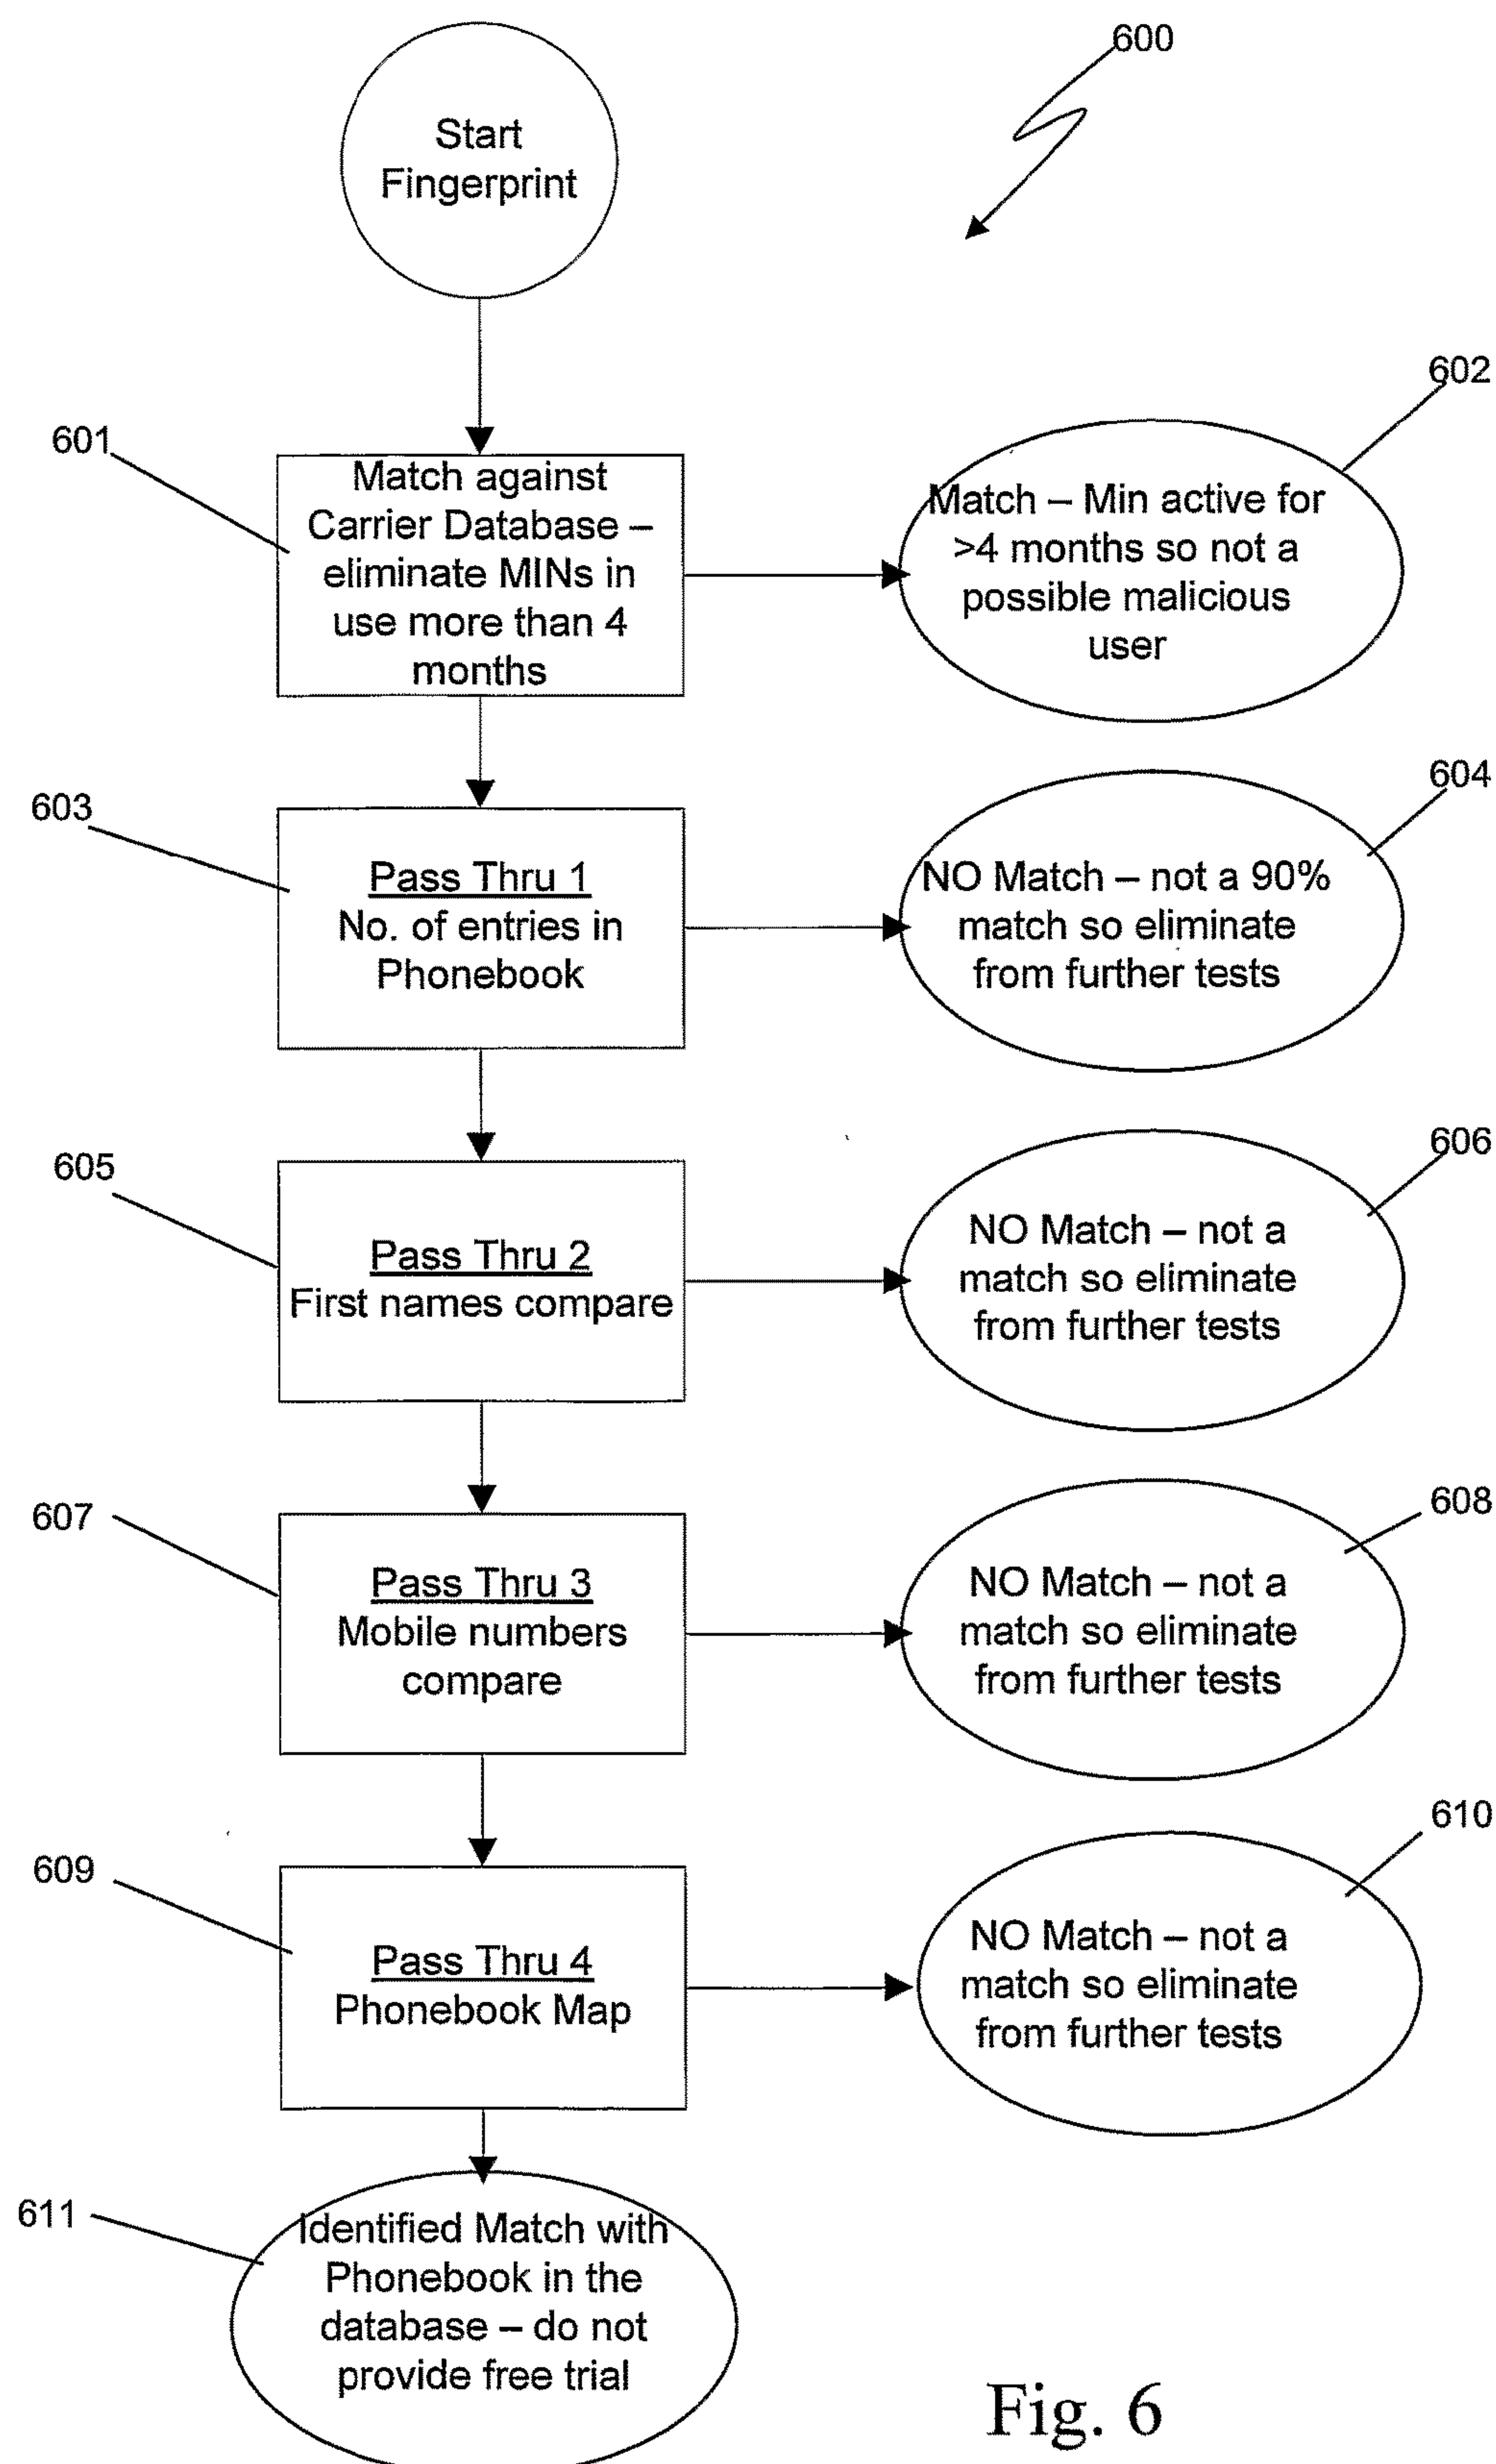 600
Start
Fingerprint
601
Match against
Carrier Database –
eliminate MINs in
use more than 4
months
602
Match – Min active for
>4 months so not a
possible malicious
user
603
Pass Thru 1
No. of entries in
Phonebook
604
NO Match – not a 90%
match so eliminate
from further tests
605
Pass Thru 2
First names compare
606
NO Match – not a
match so eliminate
from further tests
607
Pass Thru 3
Mobile numbers
compare
608
NO Match – not a
match so eliminate
from further tests
609
Pass Thru 4
Phonebook Map
610
NO Match – not a
match so eliminate
from further tests
611
Identified Match with
Phonebook in the
database – do not
provide free trial
Fig. 6